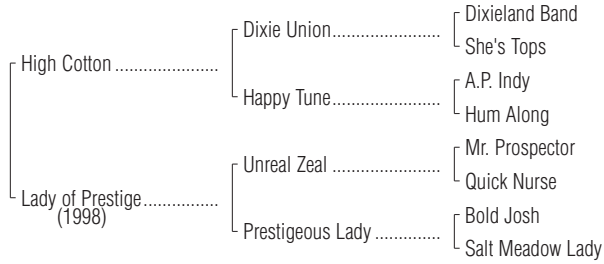 Dixieland Band
Dixie Union....................
She's Tops
High Cotton ...................
A.P. Indy
Happy Tune....................
Hum Along
Mr. Prospector
Unreal Zeal ....................
Quick Nurse
Lady of Prestige..............
(1998)
Bold Josh
Prestigeous Lady ............
Salt Meadow Lady